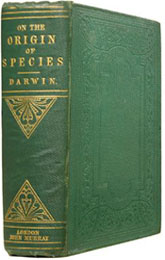 ON THE
ORIGIN
OF
SPECIES
DARWIN.
LONDON
JOHN MURRAY